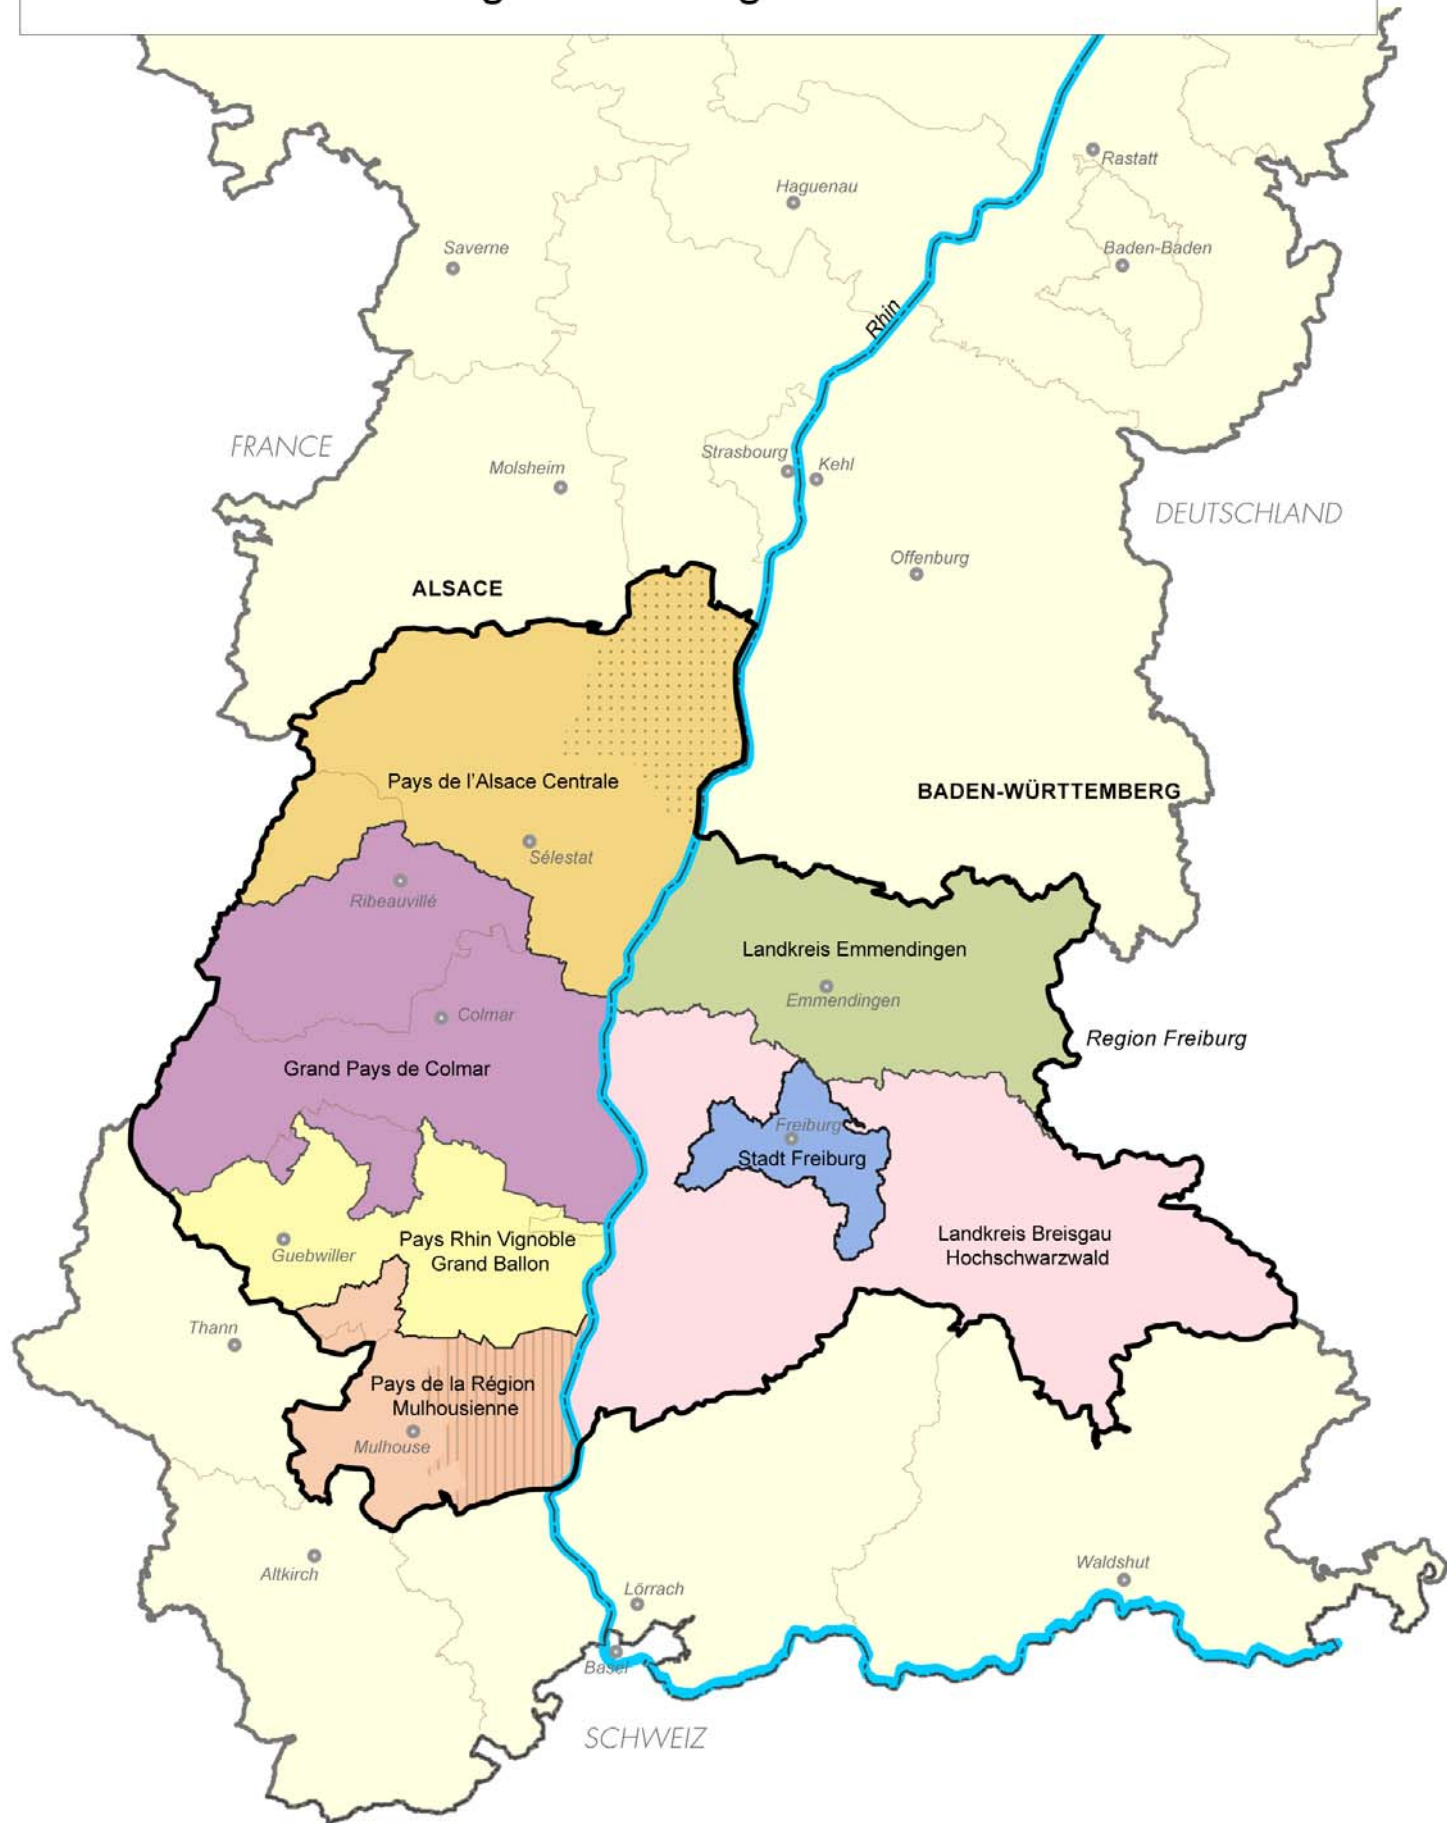 Rastatt
Haguenau
Saverne
Baden-Baden
Rhin
FRANCE
Strasbourg
Kehl
Molsheim
DEUTSCHLAND
Offenburg
ALSACE
Pays de l'Alsace Centrale
BADEN-WÜRTTEMBERG
Sélestat
Ribeauvillé
Landkreis Emmendingen
Emmendingen
Colmar
Region Freiburg
Grand Pays de Colmar
Freiburg
Stadt Freiburg
Pays Rhin Vignoble
Grand Ballon
Guebwiller
Landkreis Breisgau
Hochschwarzwald
Thann
Pays de la Région
Mulhousienne
Mulhouse
Altkirch
Lörrach
Waldshut
Basel
SCHWEIZ